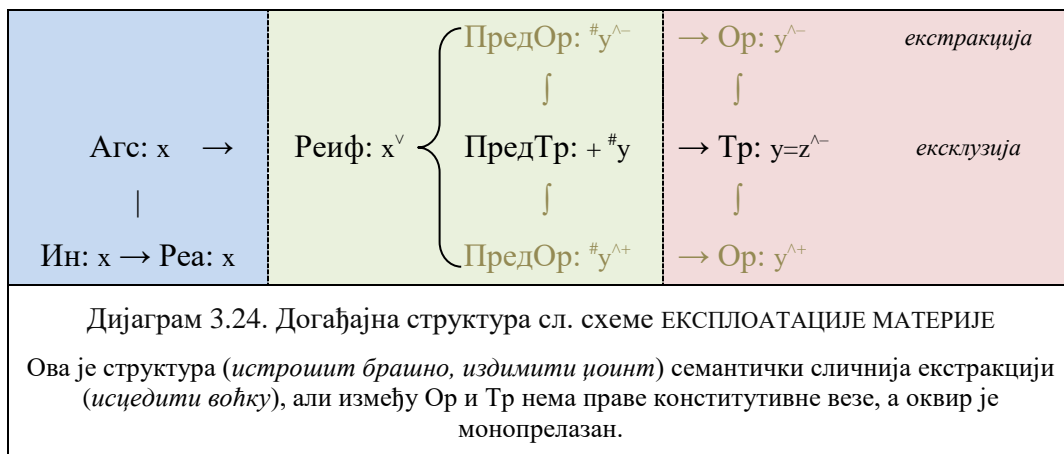 ПредОр: #y^– → Ор: y^– екстракција
∫ ∫
Агс: x → Реиф: x˅ ПредТр: + #y → Тр: y=z^– ексклузија
| ∫ ∫
Ин: x → Реа: x ПредОр: #y^+ → Ор: y^+
Дијаграм 3.24. Догађајна структура сл. схеме ЕКСПЛОАТАЦИЈЕ МАТЕРИЈЕ
Ова је структура (истрошит брашно, издимити џоинт) семантички сличнија екстракцији
(исцедити воћку), али између Ор и Тр нема праве конститутивне везе, а оквир је
монопрелазан.